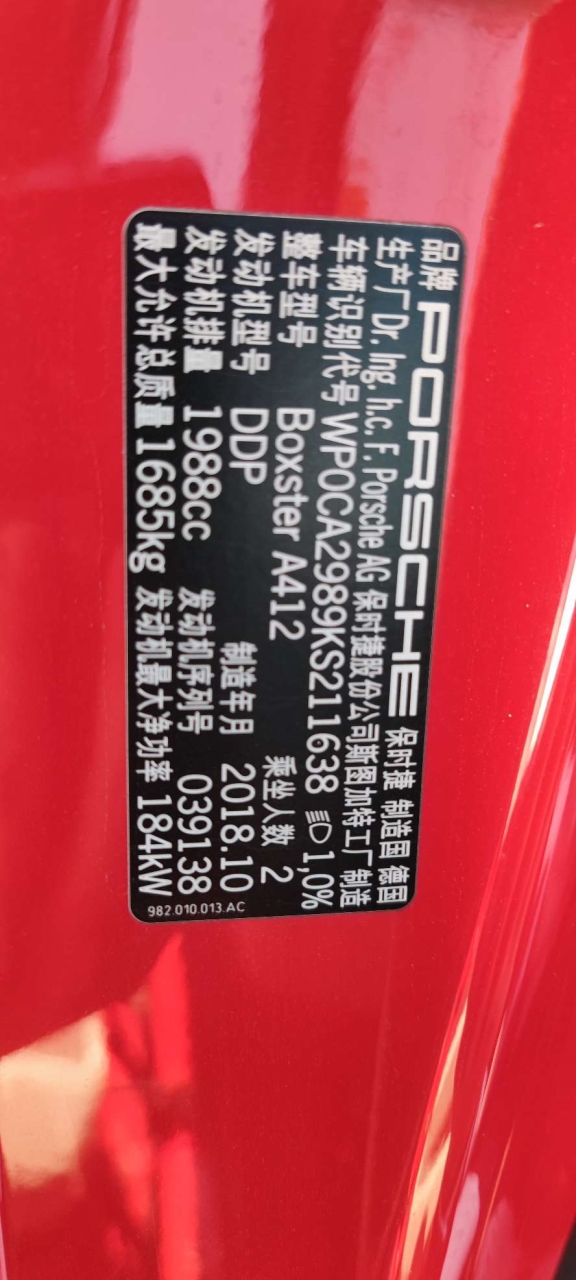 品牌 PORSCHE 保时捷 制造国 德国
生产厂 Dr. Ing. h.c. F. Porsche AG 保时捷股份公司斯图加特工厂制造
车辆识别代号 WP0CA2989KS211638 1,0%
整车型号 Boxster A412 乘坐人数 2
发动机型号 DDP 制造年月 2018.10
发动机排量 1988cc 发动机序列号 039138
最大允许总质量 1685kg 发动机最大净功率 184kW
982.010.013.AC